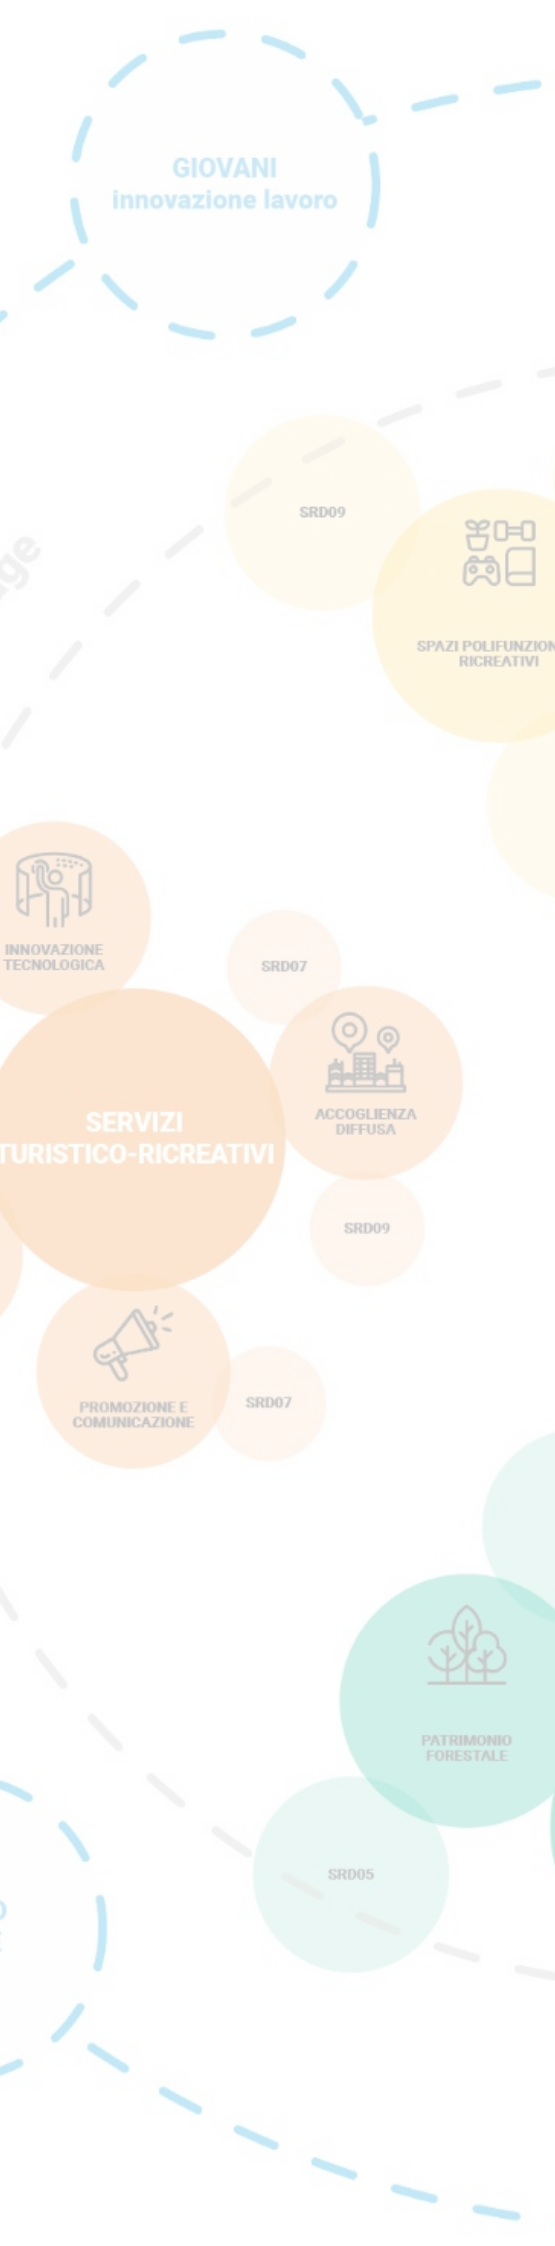 GIOVANI
innovazione lavoro
SRD09
SPAZI POLIFUNZION
RICREATIVI
INNOVAZIONE
TECNOLOGICA
SRD07
ACCOGLIENZA
DIFFUSA
SERVIZI
TURISTICO-RICREATIVI
SRD09
PROMOZIONE E
COMUNICAZIONE
SRD07
PATRIMONIO
FORESTALE
SRD05